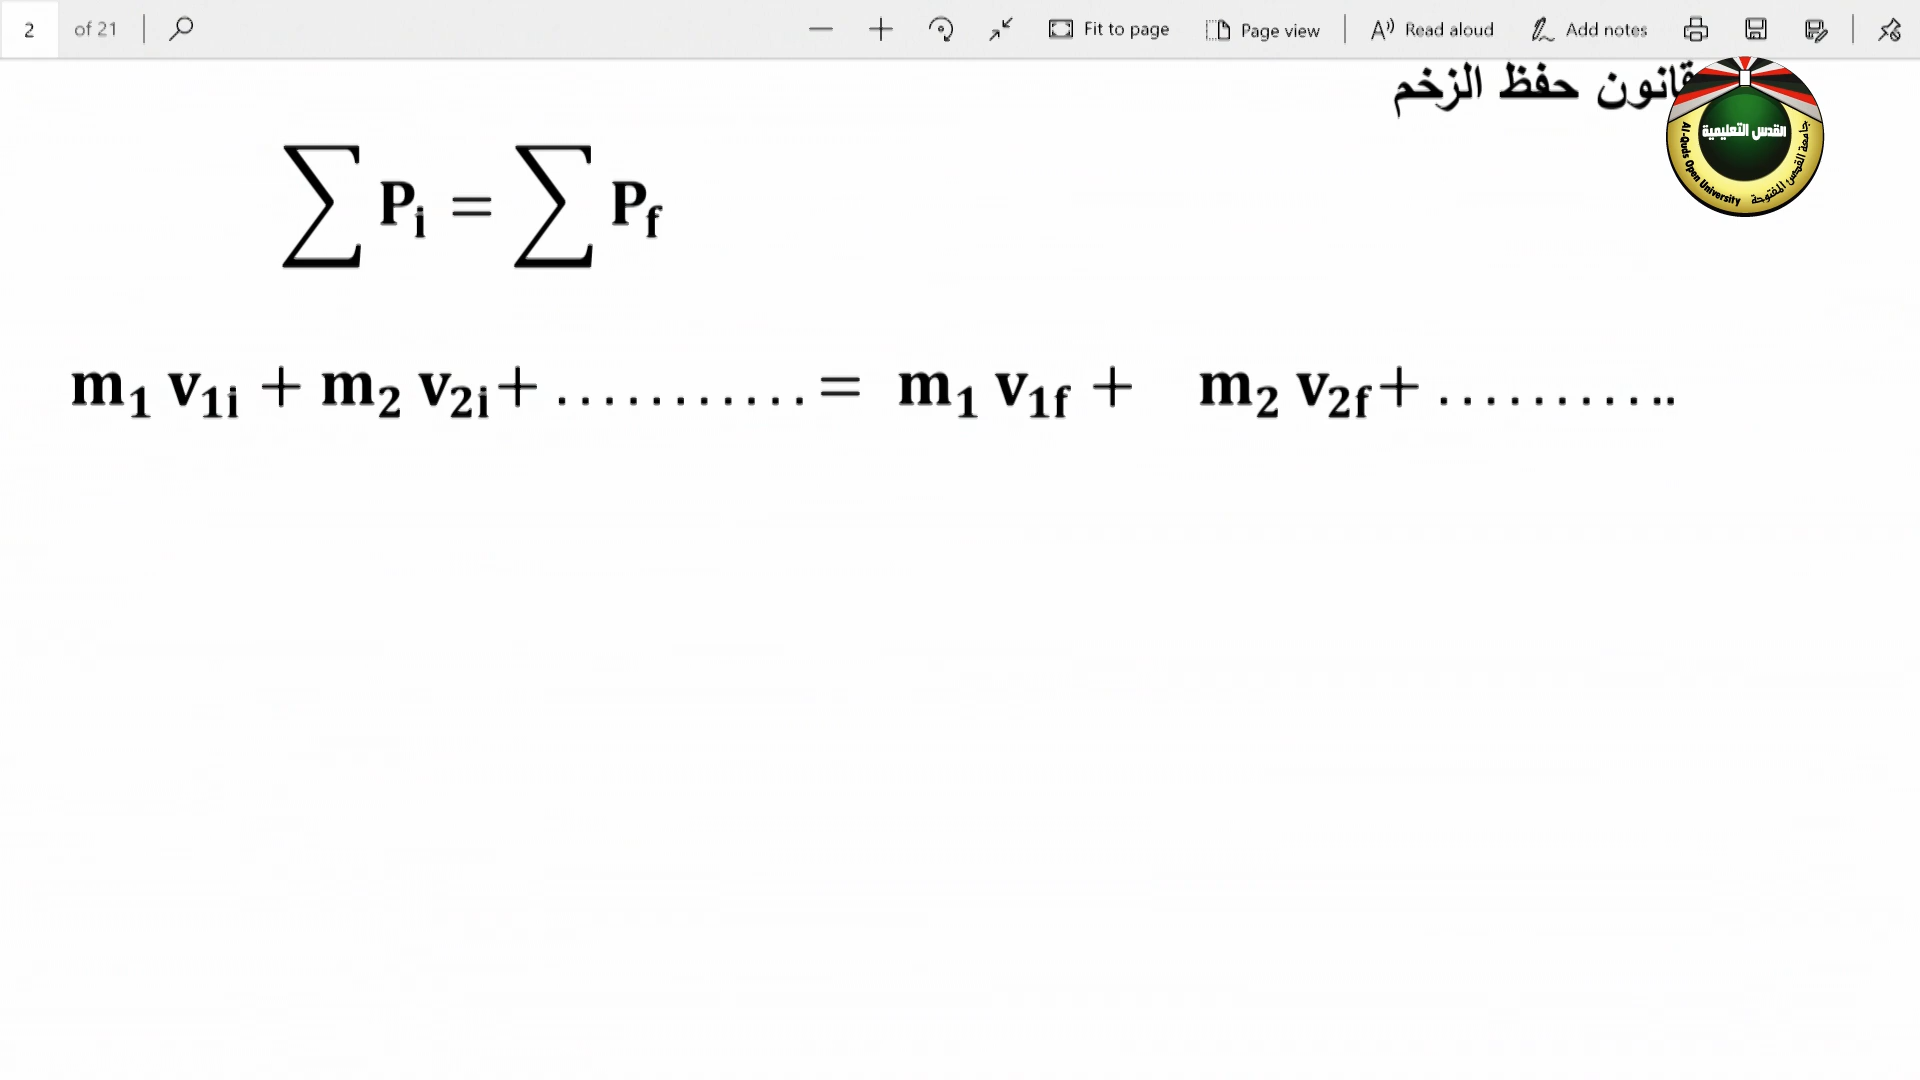 2 of 21 Fit to page Page view Read aloud Add notes
قانون حفظ الزخم
القدس التعليمية
جامعة القدس المفتوحة
Al-Quds Open University
∑ Pᵢ = ∑ P_f
m₁ v₁ᵢ + m₂ v₂ᵢ+ ........... = m₁ v₁f + m₂ v₂f+ ...........